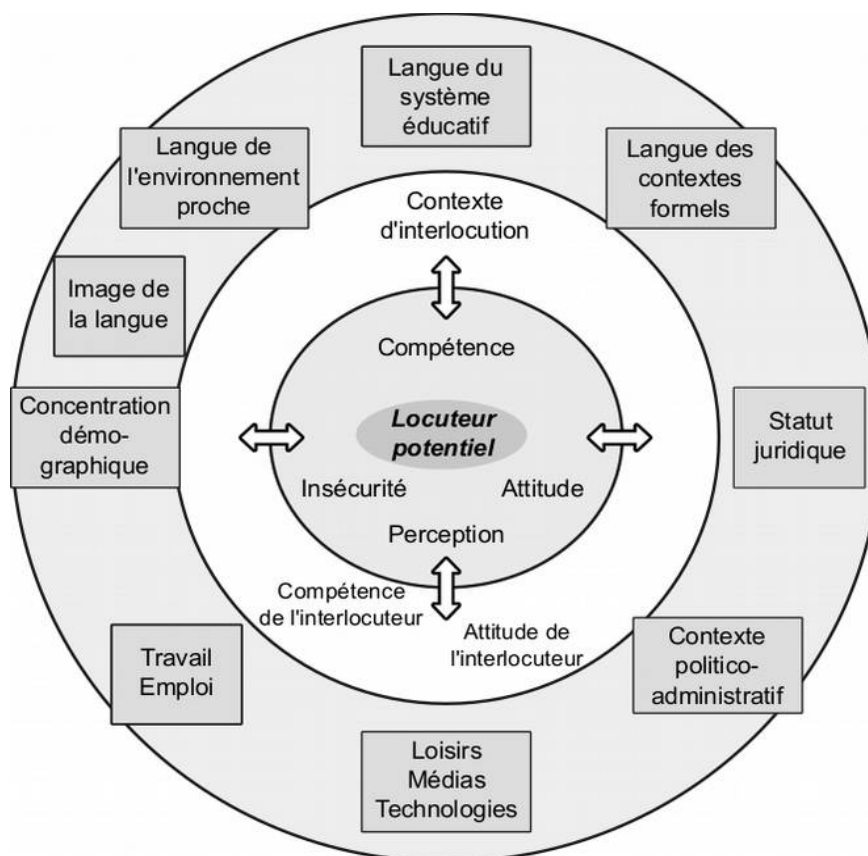 Langue du
système
éducatif
Langue de
l'environnement
proche
Langue des
contextes
formels
Contexte
d'interlocution
Image de
la langue
Compétence
Concentration
démo-
graphique
Locuteur
potentiel
Statut
juridique
Insécurité
Attitude
Perception
Compétence
de l'interlocuteur
Attitude de
l'interlocuteur
Travail
Emploi
Contexte
politico-
administratif
Loisirs
Médias
Technologies